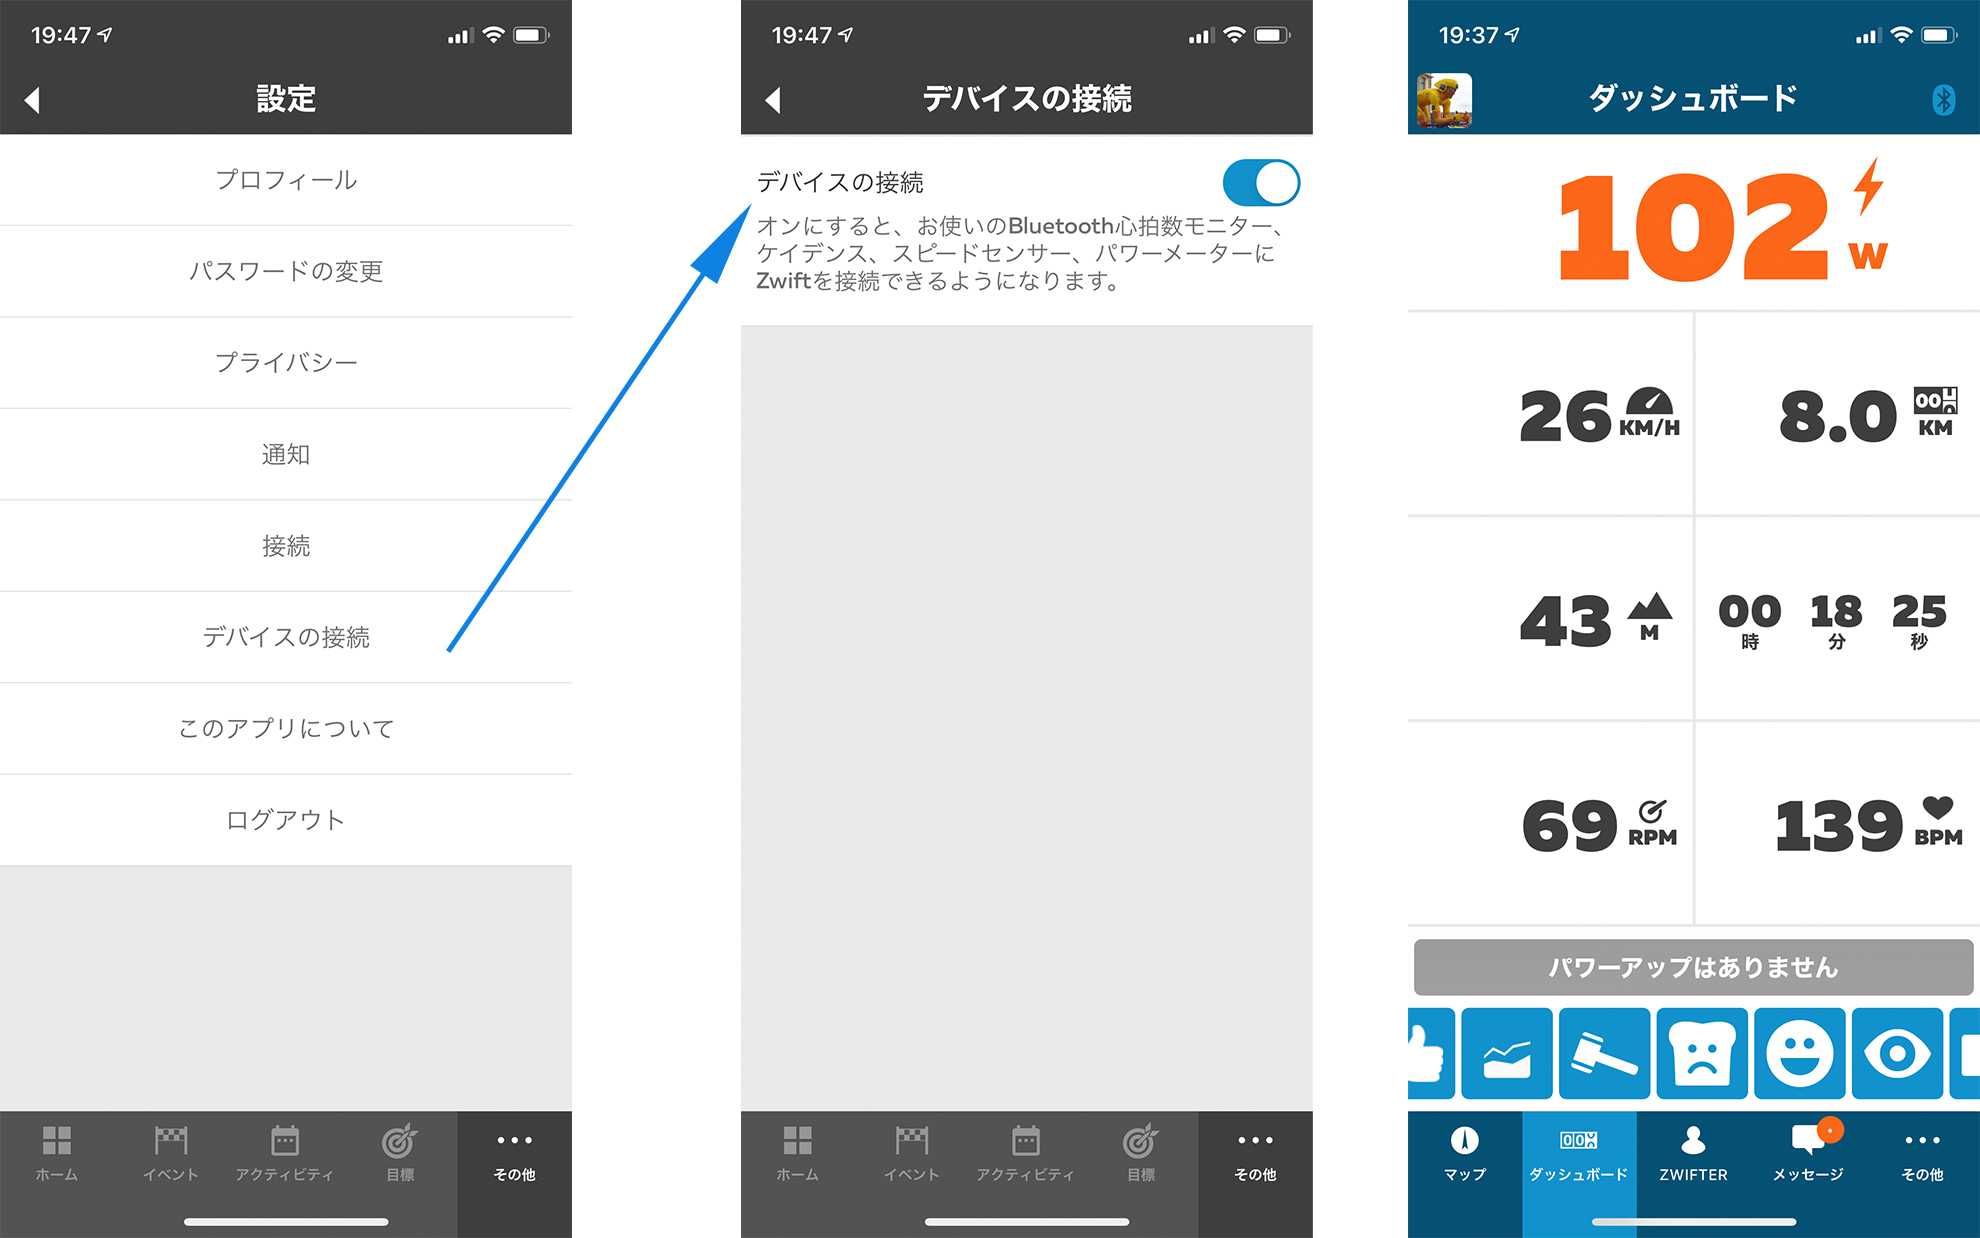 19:47
設定
プロフィール
パスワードの変更
プライバシー
通知
接続
デバイスの接続
このアプリについて
ログアウト
ホーム
イベント
アクティビティ
目標
その他
19:47
デバイスの接続
デバイスの接続
オンにすると、お使いのBluetooth心拍数モニター、
ケイデンス、スピードセンサー、パワーメーターに
Zwiftを接続できるようになります。
ホーム
イベント
アクティビティ
目標
その他
19:37
ダッシュボード
102 w
26 KM/H
8.0 KM
43 M
00 18 25
時 分 秒
69 RPM
139 BPM
パワーアップはありません
マップ
ダッシュボード
ZWIFTER
メッセージ
その他